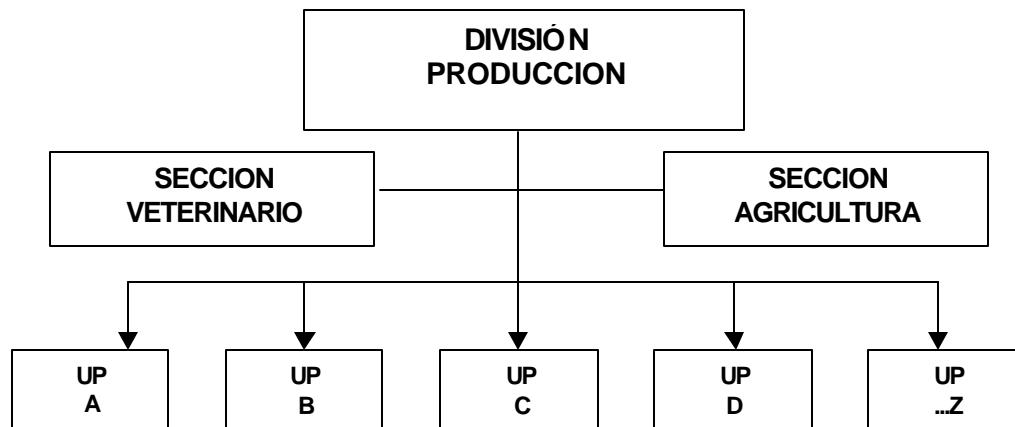 DIVISIÓN
PRODUCCION
SECCION
VETERINARIO
SECCION
AGRICULTURA
UP
A
UP
B
UP
C
UP
D
UP
...Z